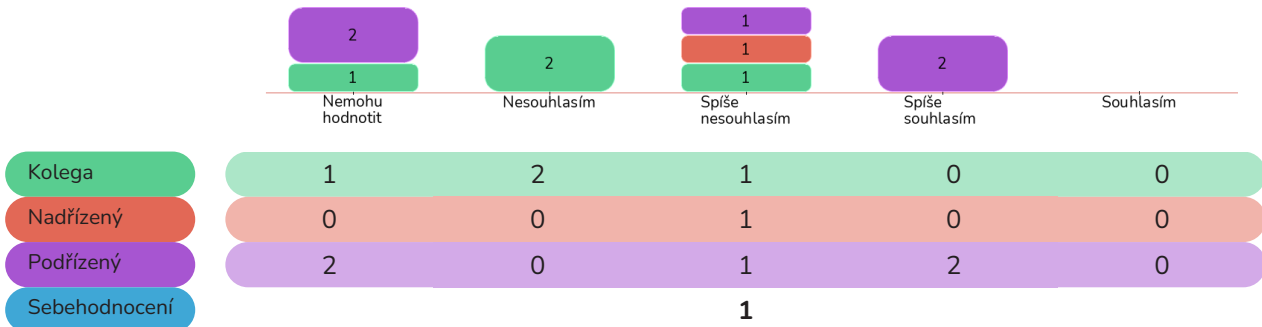 2
1
2
1
1
1
2
Nemohu
hodnotit
Nesouhlasím
Spíše
nesouhlasím
Spíše
souhlasím
Souhlasím
Kolega 1 2 1 0 0
Nadřízený 0 0 1 0 0
Podřízený 2 0 1 2 0
Sebehodnocení 1